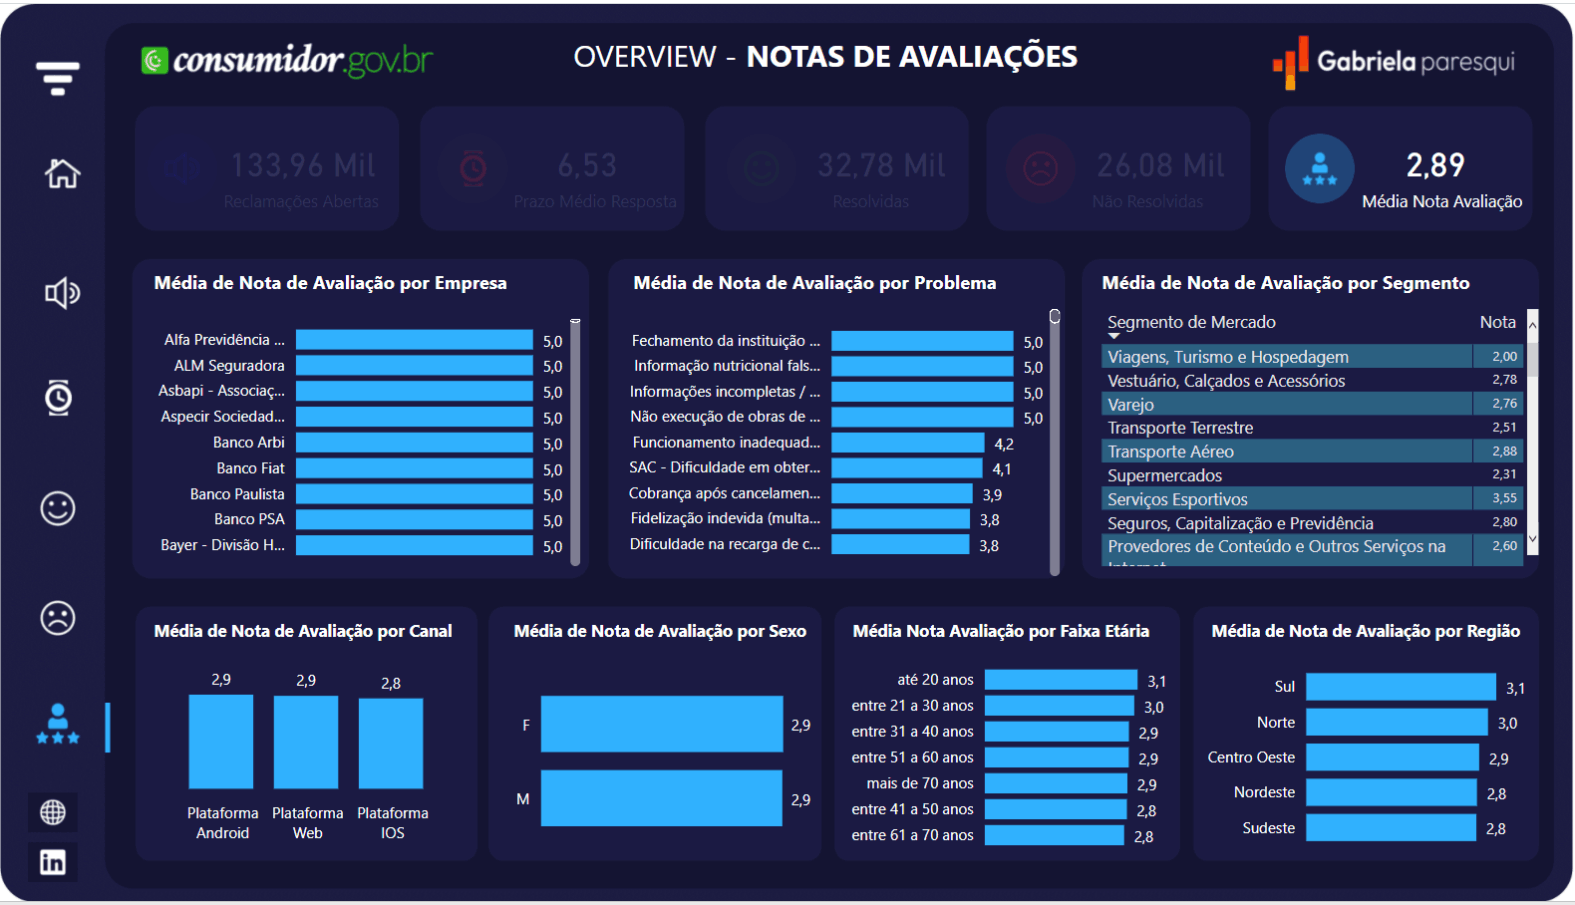 consumidor.gov.br
OVERVIEW - NOTAS DE AVALIAÇÕES
Gabriela paresqui
133,96 Mil
Reclamações Abertas
6,53
Prazo Médio Resposta
32,78 Mil
Resolvidas
26,08 Mil
Não Resolvidas
2,89
Média Nota Avaliação
Média de Nota de Avaliação por Empresa
Alfa Previdência ... 5,0
ALM Seguradora 5,0
Asbapi - Associaç... 5,0
Aspecir Sociedad... 5,0
Banco Arbi 5,0
Banco Fiat 5,0
Banco Paulista 5,0
Banco PSA 5,0
Bayer - Divisão H... 5,0
Média de Nota de Avaliação por Problema
Fechamento da instituição ... 5,0
Informação nutricional fals... 5,0
Informações incompletas / ... 5,0
Não execução de obras de ... 5,0
Funcionamento inadequad... 4,2
SAC - Dificuldade em obter... 4,1
Cobrança após cancelamen... 3,9
Fidelização indevida (multa... 3,8
Dificuldade na recarga de c... 3,8
Média de Nota de Avaliação por Segmento
Segmento de Mercado Nota
Viagens, Turismo e Hospedagem 2,00
Vestuário, Calçados e Acessórios 2,78
Varejo 2,76
Transporte Terrestre 2,51
Transporte Aéreo 2,88
Supermercados 2,31
Serviços Esportivos 3,55
Seguros, Capitalização e Previdência 2,80
Provedores de Conteúdo e Outros Serviços na 2,60
Internet
Média de Nota de Avaliação por Canal
2,9 2,9 2,8
Plataforma Plataforma Plataforma
Android Web IOS
Média de Nota de Avaliação por Sexo
F 2,9
M 2,9
Média Nota Avaliação por Faixa Etária
até 20 anos 3,1
entre 21 a 30 anos 3,0
entre 31 a 40 anos 2,9
entre 51 a 60 anos 2,9
mais de 70 anos 2,9
entre 41 a 50 anos 2,8
entre 61 a 70 anos 2,8
Média de Nota de Avaliação por Região
Sul 3,1
Norte 3,0
Centro Oeste 2,9
Nordeste 2,8
Sudeste 2,8
in